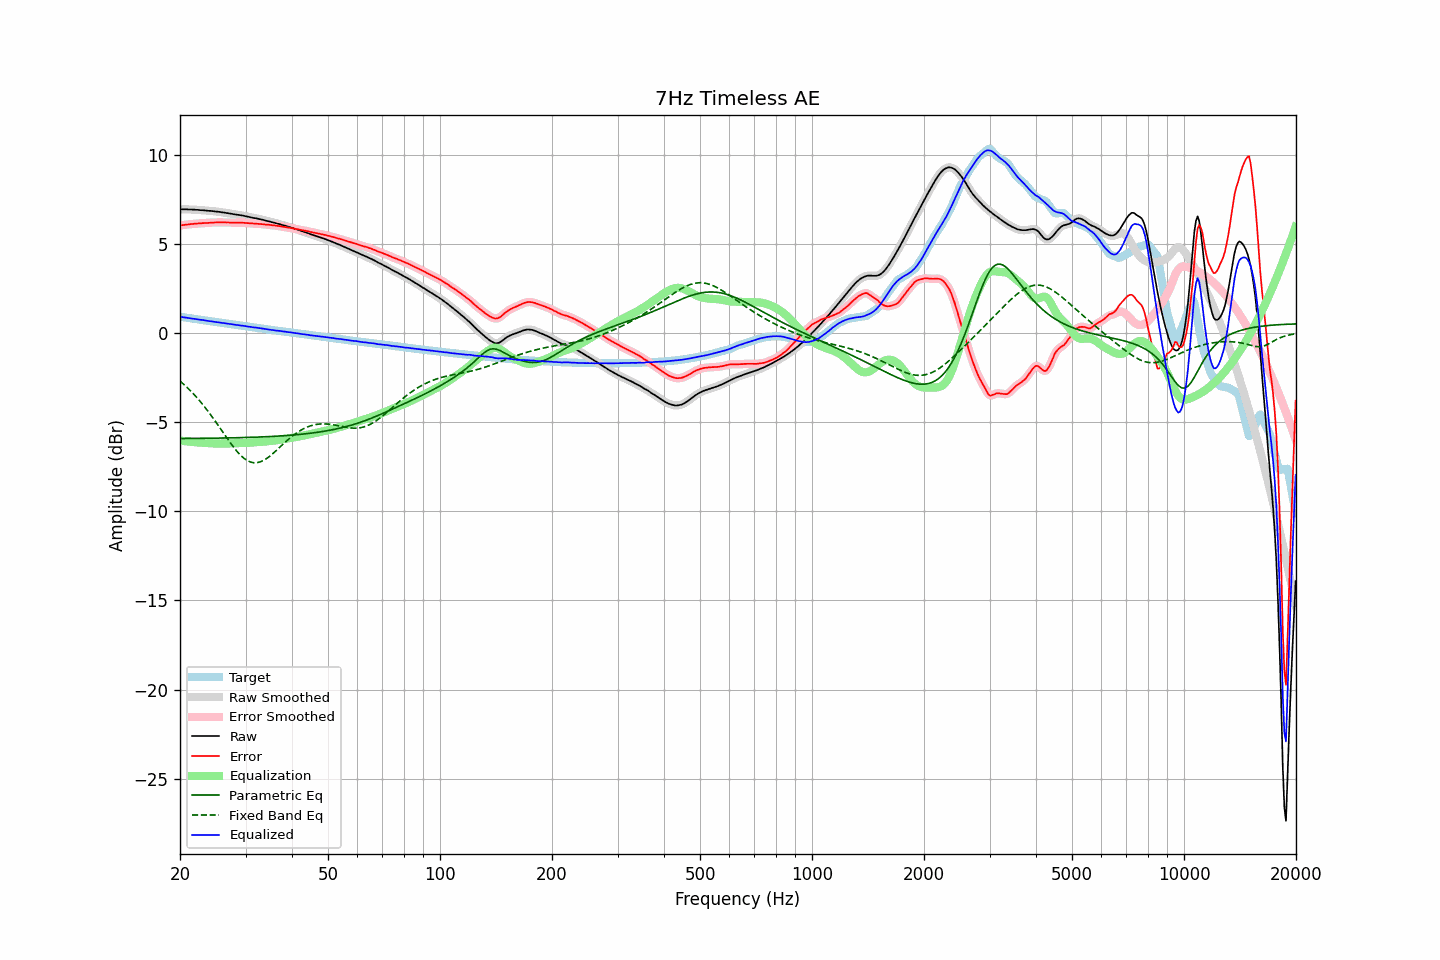 7Hz Timeless AE
10
5
0
−5
−10
−15
−20
−25
Amplitude (dBr)
Target
Raw Smoothed
Error Smoothed
Raw
Error
Equalization
Parametric Eq
Fixed Band Eq
Equalized
20 50 100 200 500 1000 2000 5000 10000 20000
Frequency (Hz)